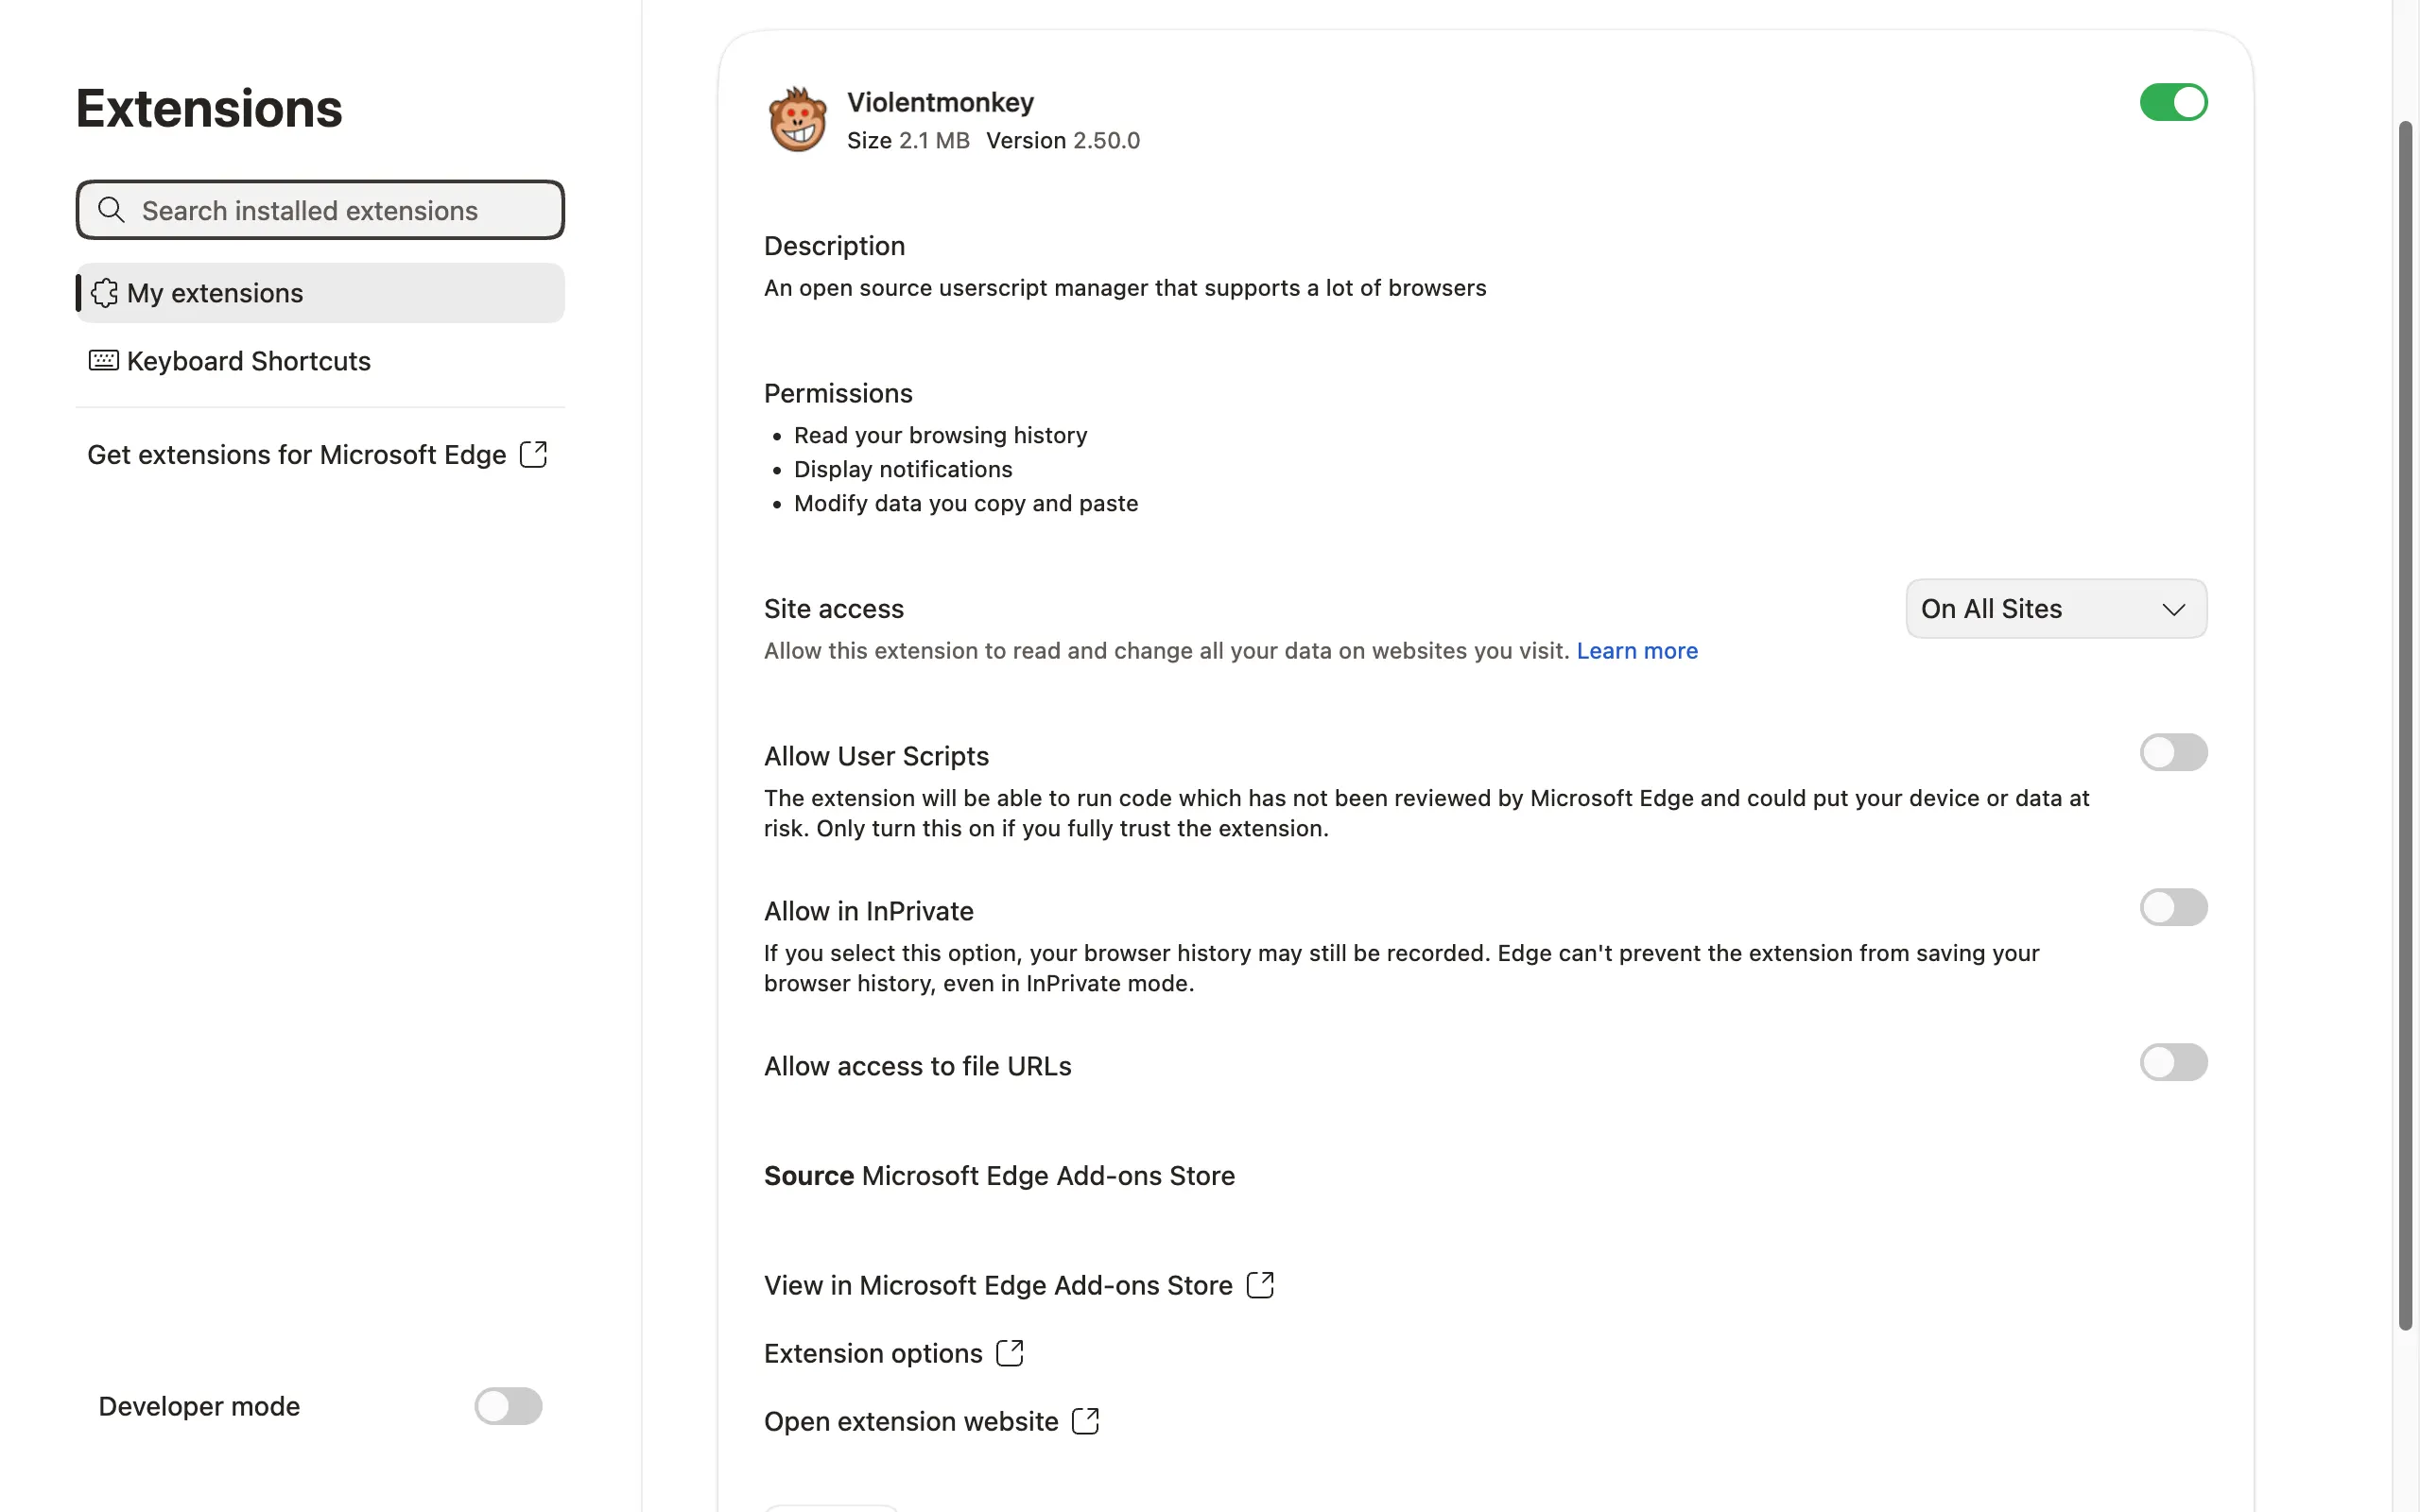 Extensions
Search installed extensions
My extensions
Keyboard Shortcuts
Get extensions for Microsoft Edge
Developer mode
Violentmonkey
Size 2.1 MB Version 2.50.0
Description
An open source userscript manager that supports a lot of browsers
Permissions
• Read your browsing history
• Display notifications
• Modify data you copy and paste
Site access
On All Sites
Allow this extension to read and change all your data on websites you visit. Learn more
Allow User Scripts
The extension will be able to run code which has not been reviewed by Microsoft Edge and could put your device or data at
risk. Only turn this on if you fully trust the extension.
Allow in InPrivate
If you select this option, your browser history may still be recorded. Edge can't prevent the extension from saving your
browser history, even in InPrivate mode.
Allow access to file URLs
Source Microsoft Edge Add-ons Store
View in Microsoft Edge Add-ons Store
Extension options
Open extension website